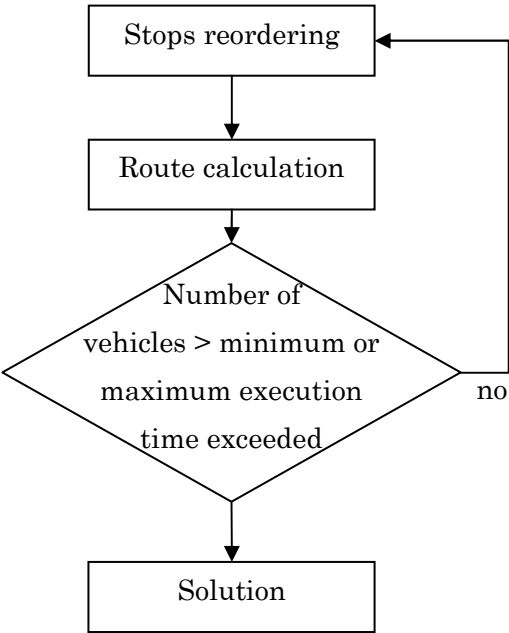 Stops reordering
Route calculation
Number of
vehicles > minimum or
maximum execution
time exceeded
no
Solution